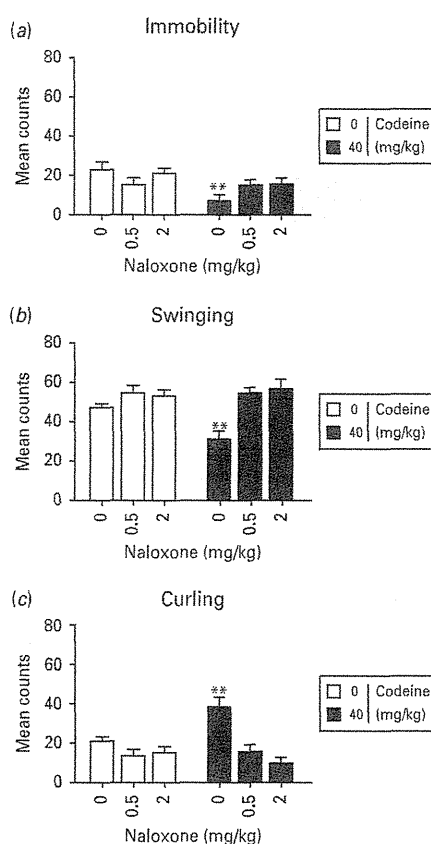 (a) Immobility
80
60
40
20
0
Mean counts
**
0 0.5 2 0 0.5 2
Naloxone (mg/kg)
0 Codeine
40 (mg/kg)
(b) Swinging
80
60
40
20
0
Mean counts
**
0 0.5 2 0 0.5 2
Naloxone (mg/kg)
0 Codeine
40 (mg/kg)
(c) Curling
80
60
40
20
0
Mean counts
**
0 0.5 2 0 0.5 2
Naloxone (mg/kg)
0 Codeine
40 (mg/kg)